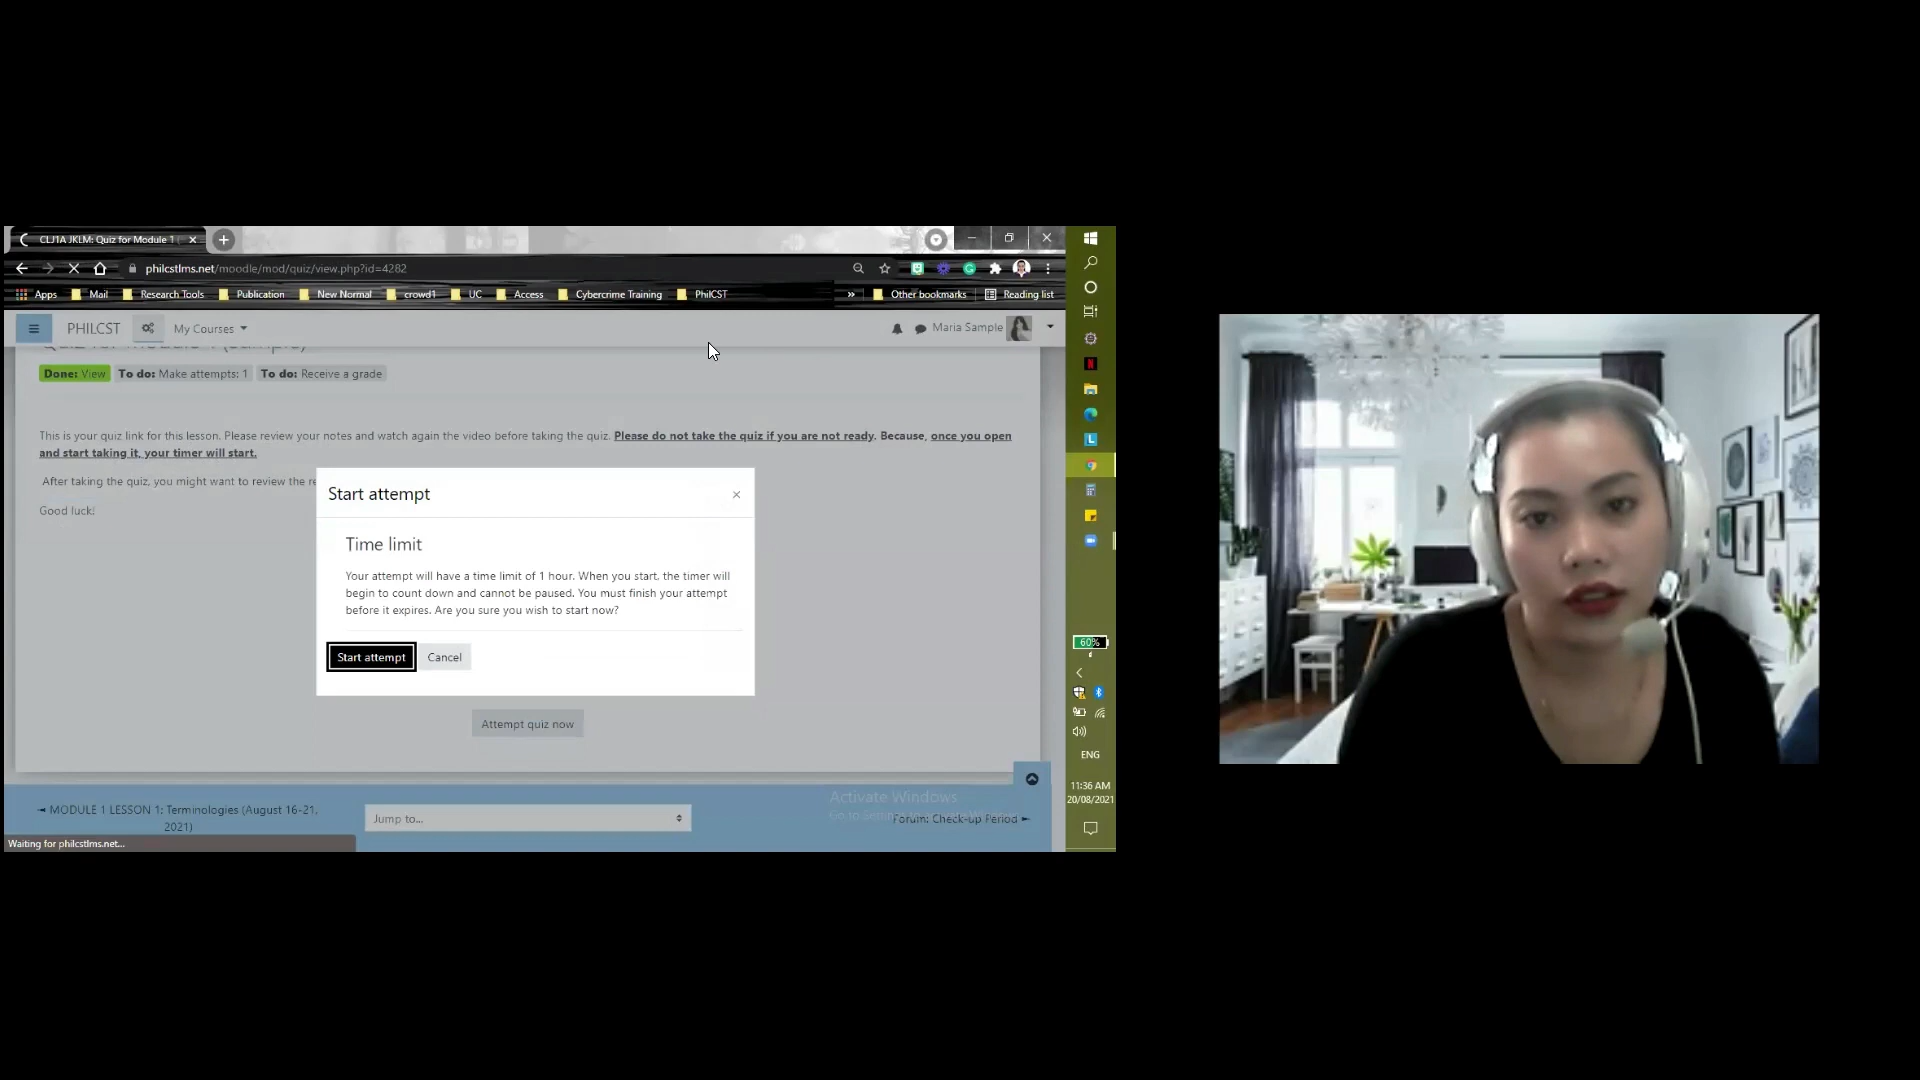 CLJ1A JKLM: Quiz for Module 1
philcstlms.net/moodle/mod/quiz/view.php?id=4282
Apps Mail Research Tools Publication New Normal crowd1 UC Access Cybercrime Training PhilCST » Other bookmarks Reading list
PHILCST My Courses Maria Sample
Done: View To do: Make attempts: 1 To do: Receive a grade
This is your quiz link for this lesson. Please review your notes and watch again the video before taking the quiz. Please do not take the quiz if you are not ready. Because, once you open
and start taking it, your timer will start.
After taking the quiz, you might want to review the re
Good luck!
Start attempt ×
Time limit
Your attempt will have a time limit of 1 hour. When you start, the timer will
begin to count down and cannot be paused. You must finish your attempt
before it expires. Are you sure you wish to start now?
Start attempt Cancel
Attempt quiz now
◄ MODULE 1 LESSON 1: Terminologies (August 16-21,
2021)
Jump to...
Activate Windows
Forum: Check-up Period ►
Waiting for philcstlms.net...
60%
ENG
11:36 AM
20/08/2021